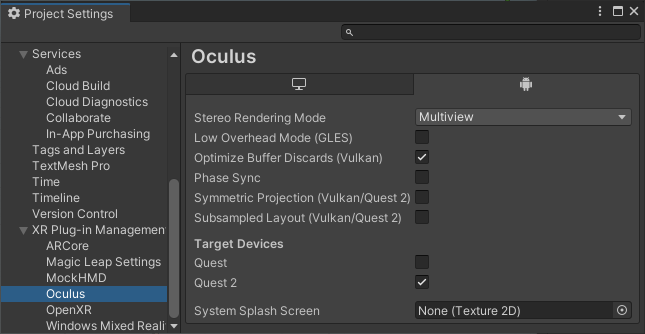 Project Settings
Services
Ads
Cloud Build
Cloud Diagnostics
Collaborate
In-App Purchasing
Tags and Layers
TextMesh Pro
Time
Timeline
Version Control
XR Plug-in Management
ARCore
Magic Leap Settings
MockHMD
Oculus
OpenXR
Windows Mixed Reali
Oculus
Stereo Rendering Mode Multiview
Low Overhead Mode (GLES)
Optimize Buffer Discards (Vulkan)
Phase Sync
Symmetric Projection (Vulkan/Quest 2)
Subsampled Layout (Vulkan/Quest 2)
Target Devices
Quest
Quest 2
System Splash Screen None (Texture 2D)